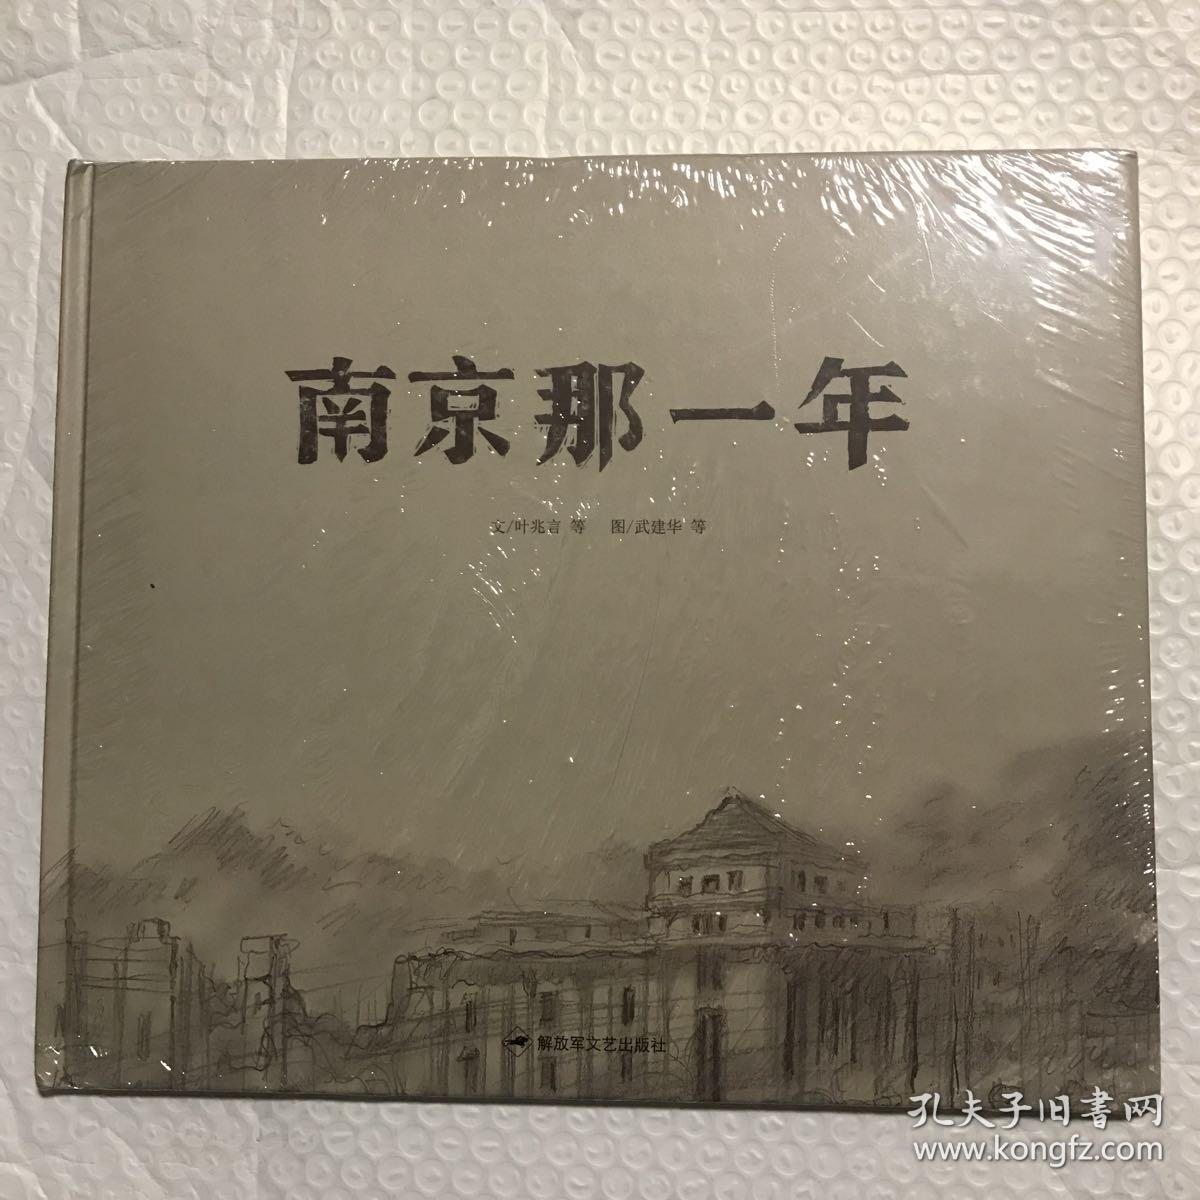 南京那一年
文/叶兆言 等 图/武建华 等
解放军文艺出版社
孔夫子旧書网
www.kongfz.com